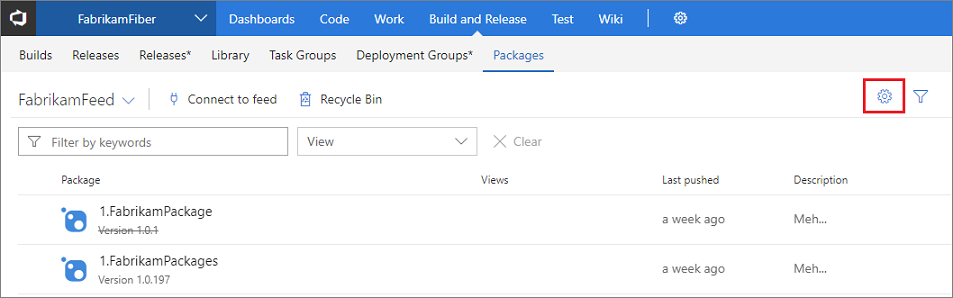 FabrikamFiber Dashboards Code Work Build and Release Test Wiki
Builds Releases Releases* Library Task Groups Deployment Groups* Packages
FabrikamFeed Connect to feed Recycle Bin
Filter by keywords View Clear
Package Views Last pushed Description
1.FabrikamPackage
Version 1.0.1 a week ago Meh...
1.FabrikamPackages
Version 1.0.197 a week ago Meh...